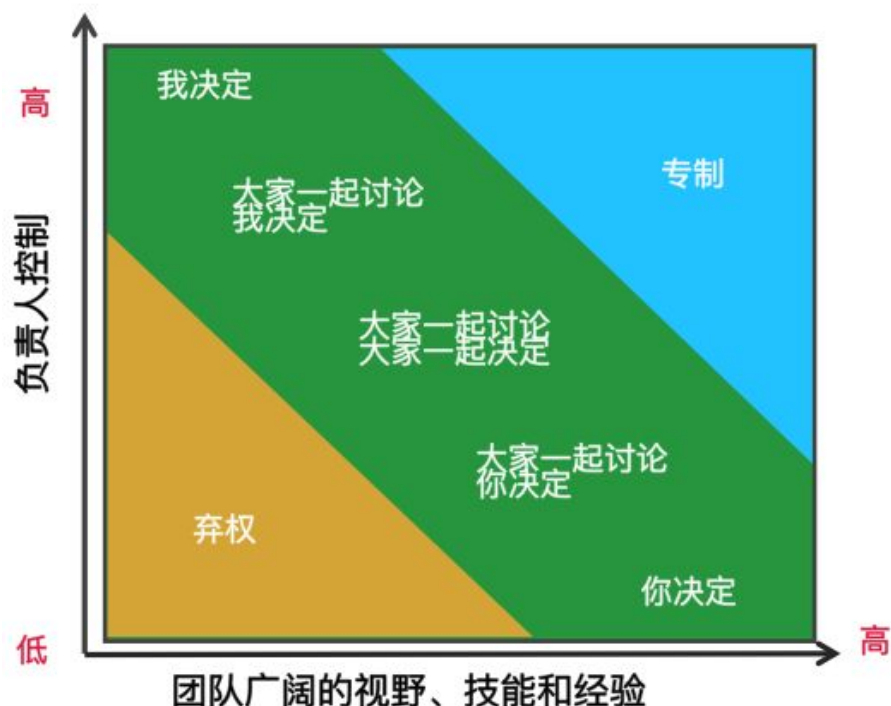 高
我决定
专制
大家一起讨论
我决定
负责人控制
大家一起讨论
大家一起决定
大家一起讨论
你决定
弃权
你决定
低
高
团队广阔的视野、技能和经验